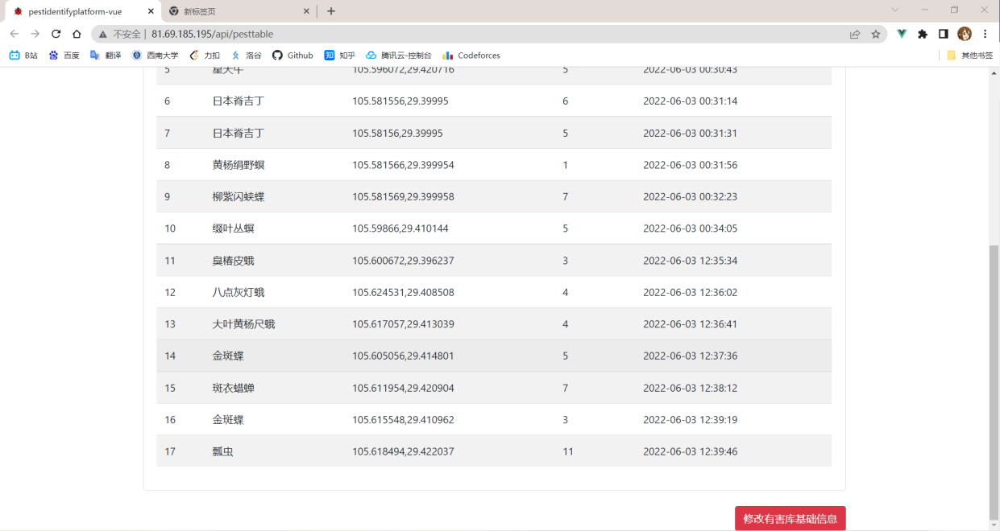 pestidentifyplatform-vue
新标签页
不安全 | 81.69.185.195/api/pesttable
B站 百度 翻译 西南大学 力扣 洛谷 Github 知 知乎 腾讯云-控制台 Codeforces 其他书签
5 星天牛 105.596072,29.420716 5 2022-06-03 00:30:43
6 日本脊吉丁 105.581556,29.39995 6 2022-06-03 00:31:14
7 日本脊吉丁 105.58156,29.39995 5 2022-06-03 00:31:31
8 黄杨绢野螟 105.581566,29.399954 1 2022-06-03 00:31:56
9 柳紫闪蛱蝶 105.581569,29.399958 7 2022-06-03 00:32:23
10 缀叶丛螟 105.59866,29.410144 5 2022-06-03 00:34:05
11 臭椿皮蛾 105.600672,29.396237 3 2022-06-03 12:35:34
12 八点灰灯蛾 105.624531,29.408508 4 2022-06-03 12:36:02
13 大叶黄杨尺蛾 105.617057,29.413039 4 2022-06-03 12:36:41
14 金斑蝶 105.605056,29.414801 5 2022-06-03 12:37:36
15 斑衣蜡蝉 105.611954,29.420904 7 2022-06-03 12:38:12
16 金斑蝶 105.615548,29.410962 3 2022-06-03 12:39:19
17 瓢虫 105.618494,29.422037 11 2022-06-03 12:39:46
修改有害库基础信息